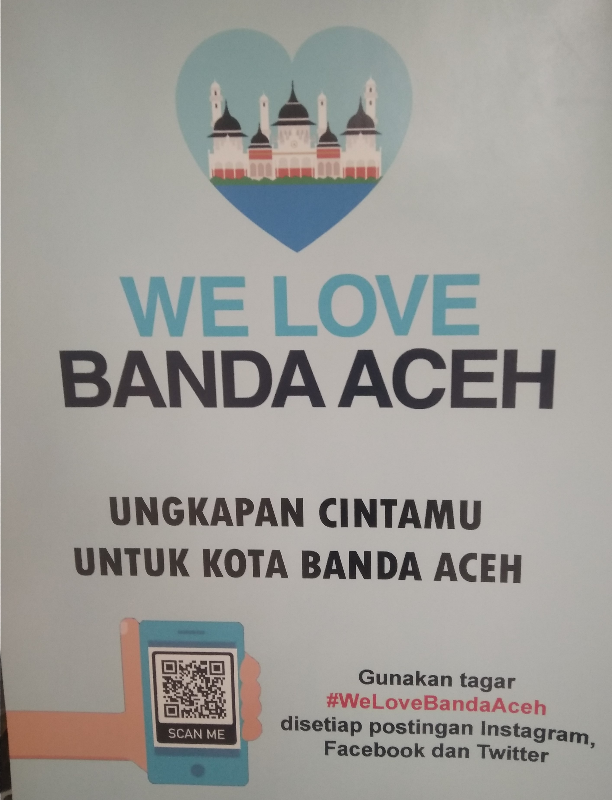 WE LOVE
BANDA ACEH
UNGKAPAN CINTAMU
UNTUK KOTA BANDA ACEH
SCAN ME
Gunakan tagar
#WeLoveBandaAceh
disetiap postingan Instagram,
Facebook dan Twitter